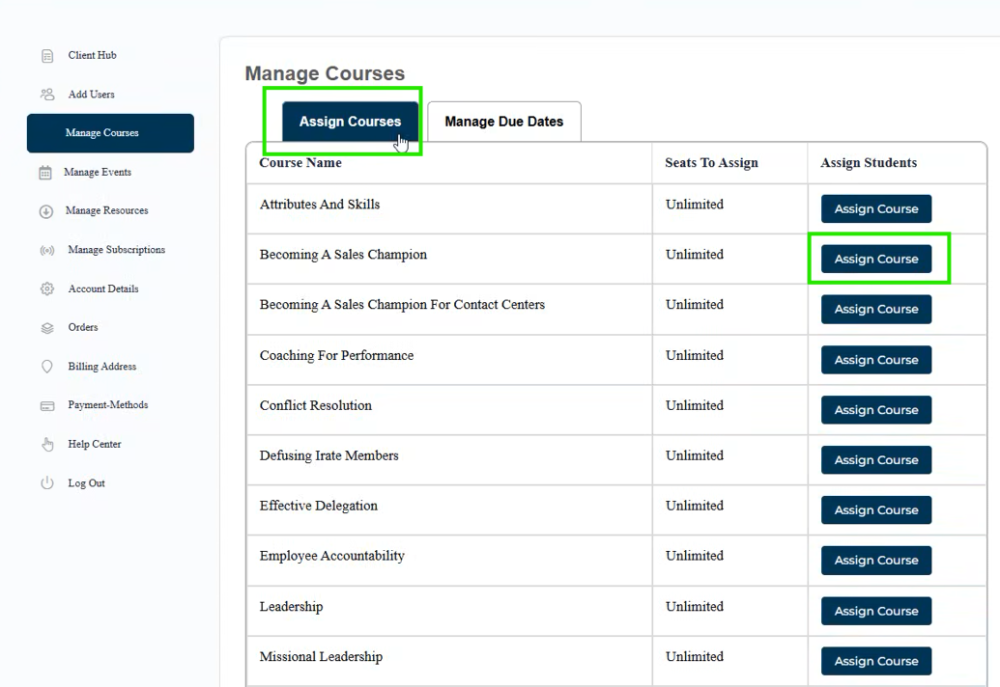 Client Hub
Add Users
Manage Courses
Manage Events
Manage Resources
Manage Subscriptions
Account Details
Orders
Billing Address
Payment-Methods
Help Center
Log Out
Manage Courses
Assign Courses Manage Due Dates
Course Name Seats To Assign Assign Students
Attributes And Skills Unlimited Assign Course
Becoming A Sales Champion Unlimited Assign Course
Becoming A Sales Champion For Contact Centers Unlimited Assign Course
Coaching For Performance Unlimited Assign Course
Conflict Resolution Unlimited Assign Course
Defusing Irate Members Unlimited Assign Course
Effective Delegation Unlimited Assign Course
Employee Accountability Unlimited Assign Course
Leadership Unlimited Assign Course
Missional Leadership Unlimited Assign Course